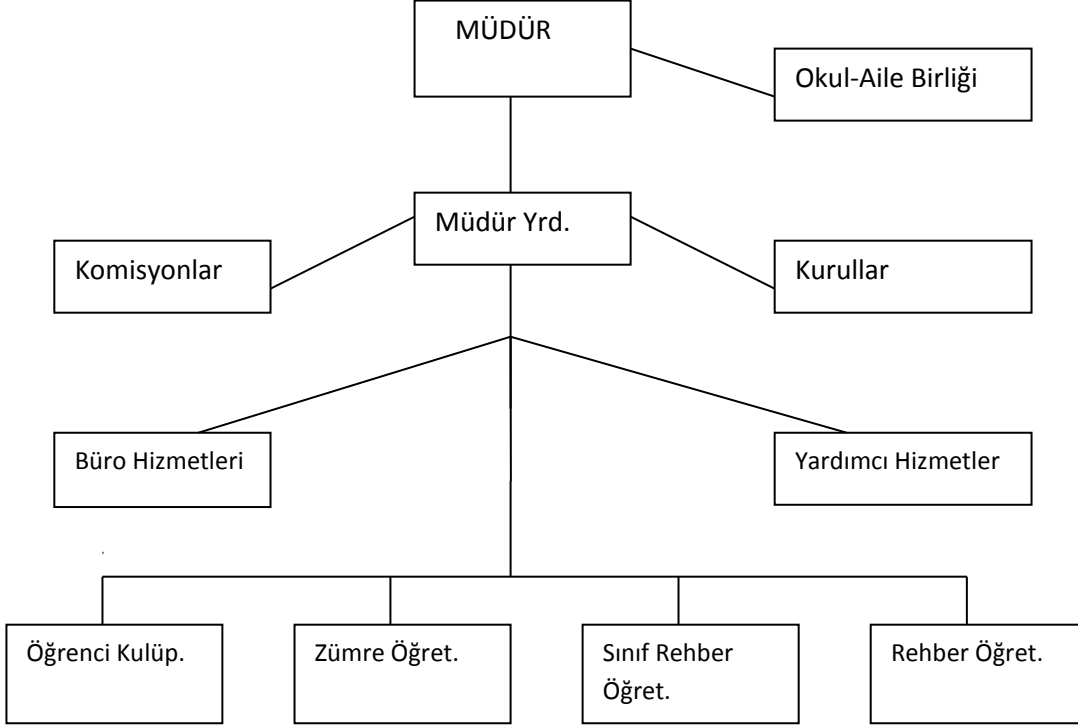 MÜDÜR
Okul-Aile Birliği
Müdür Yrd.
Komisyonlar
Kurullar
Büro Hizmetleri
Yardımcı Hizmetler
Öğrenci Kulüp.
Zümre Öğret.
Sınıf Rehber
Öğret.
Rehber Öğret.